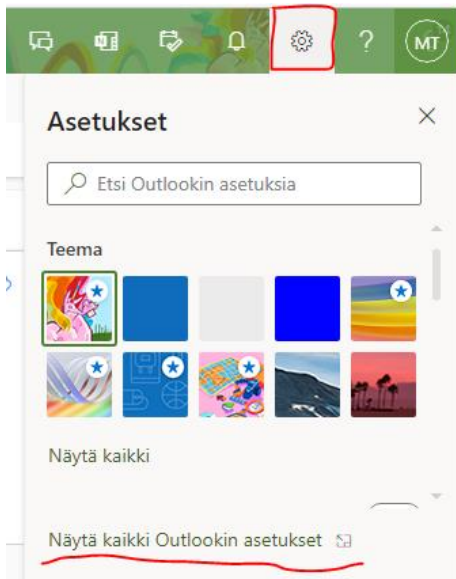 ?
MT
Asetukset
Etsi Outlookin asetuksia
Teema
Näytä kaikki
Näytä kaikki Outlookin asetukset